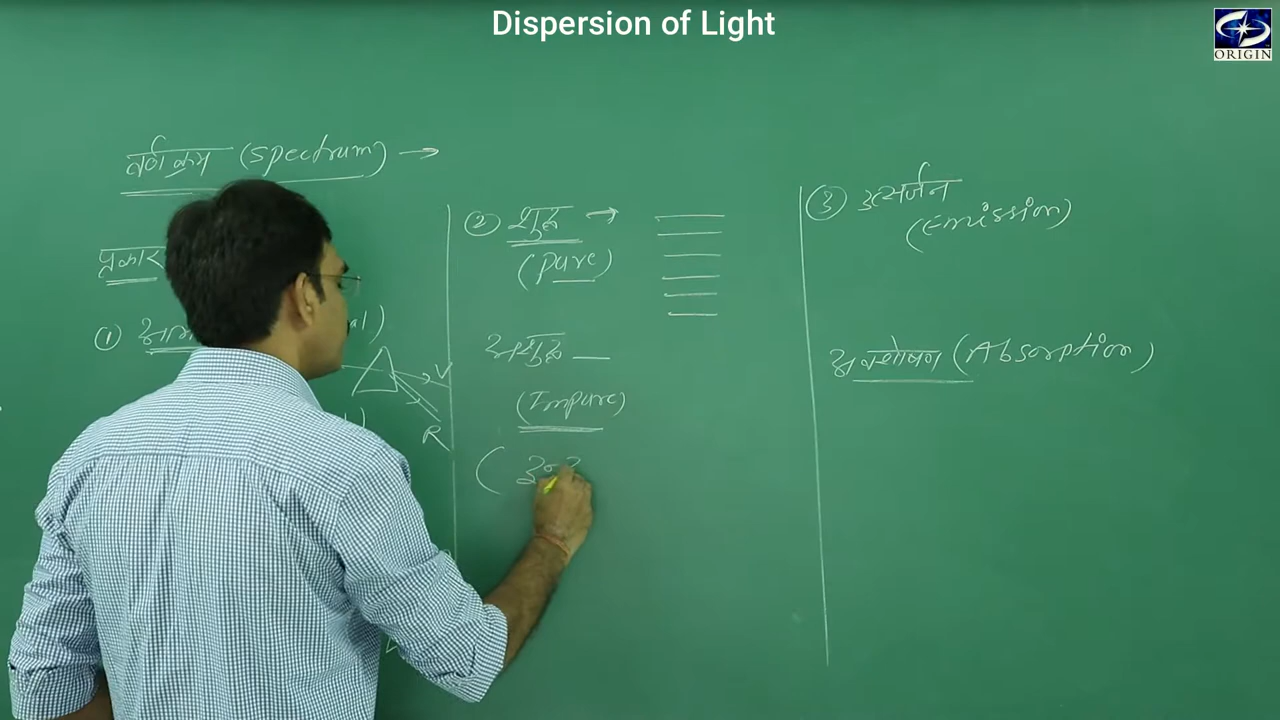 Dispersion of Light
ORIGIN
वर्णक्रम (spectrum) →
प्रकार
①
② शुद्ध →
(Pure)
अशुद्ध —
(Impure)
V
R
③ उत्सर्जन
(Emission)
अवशोषण (Absorption)